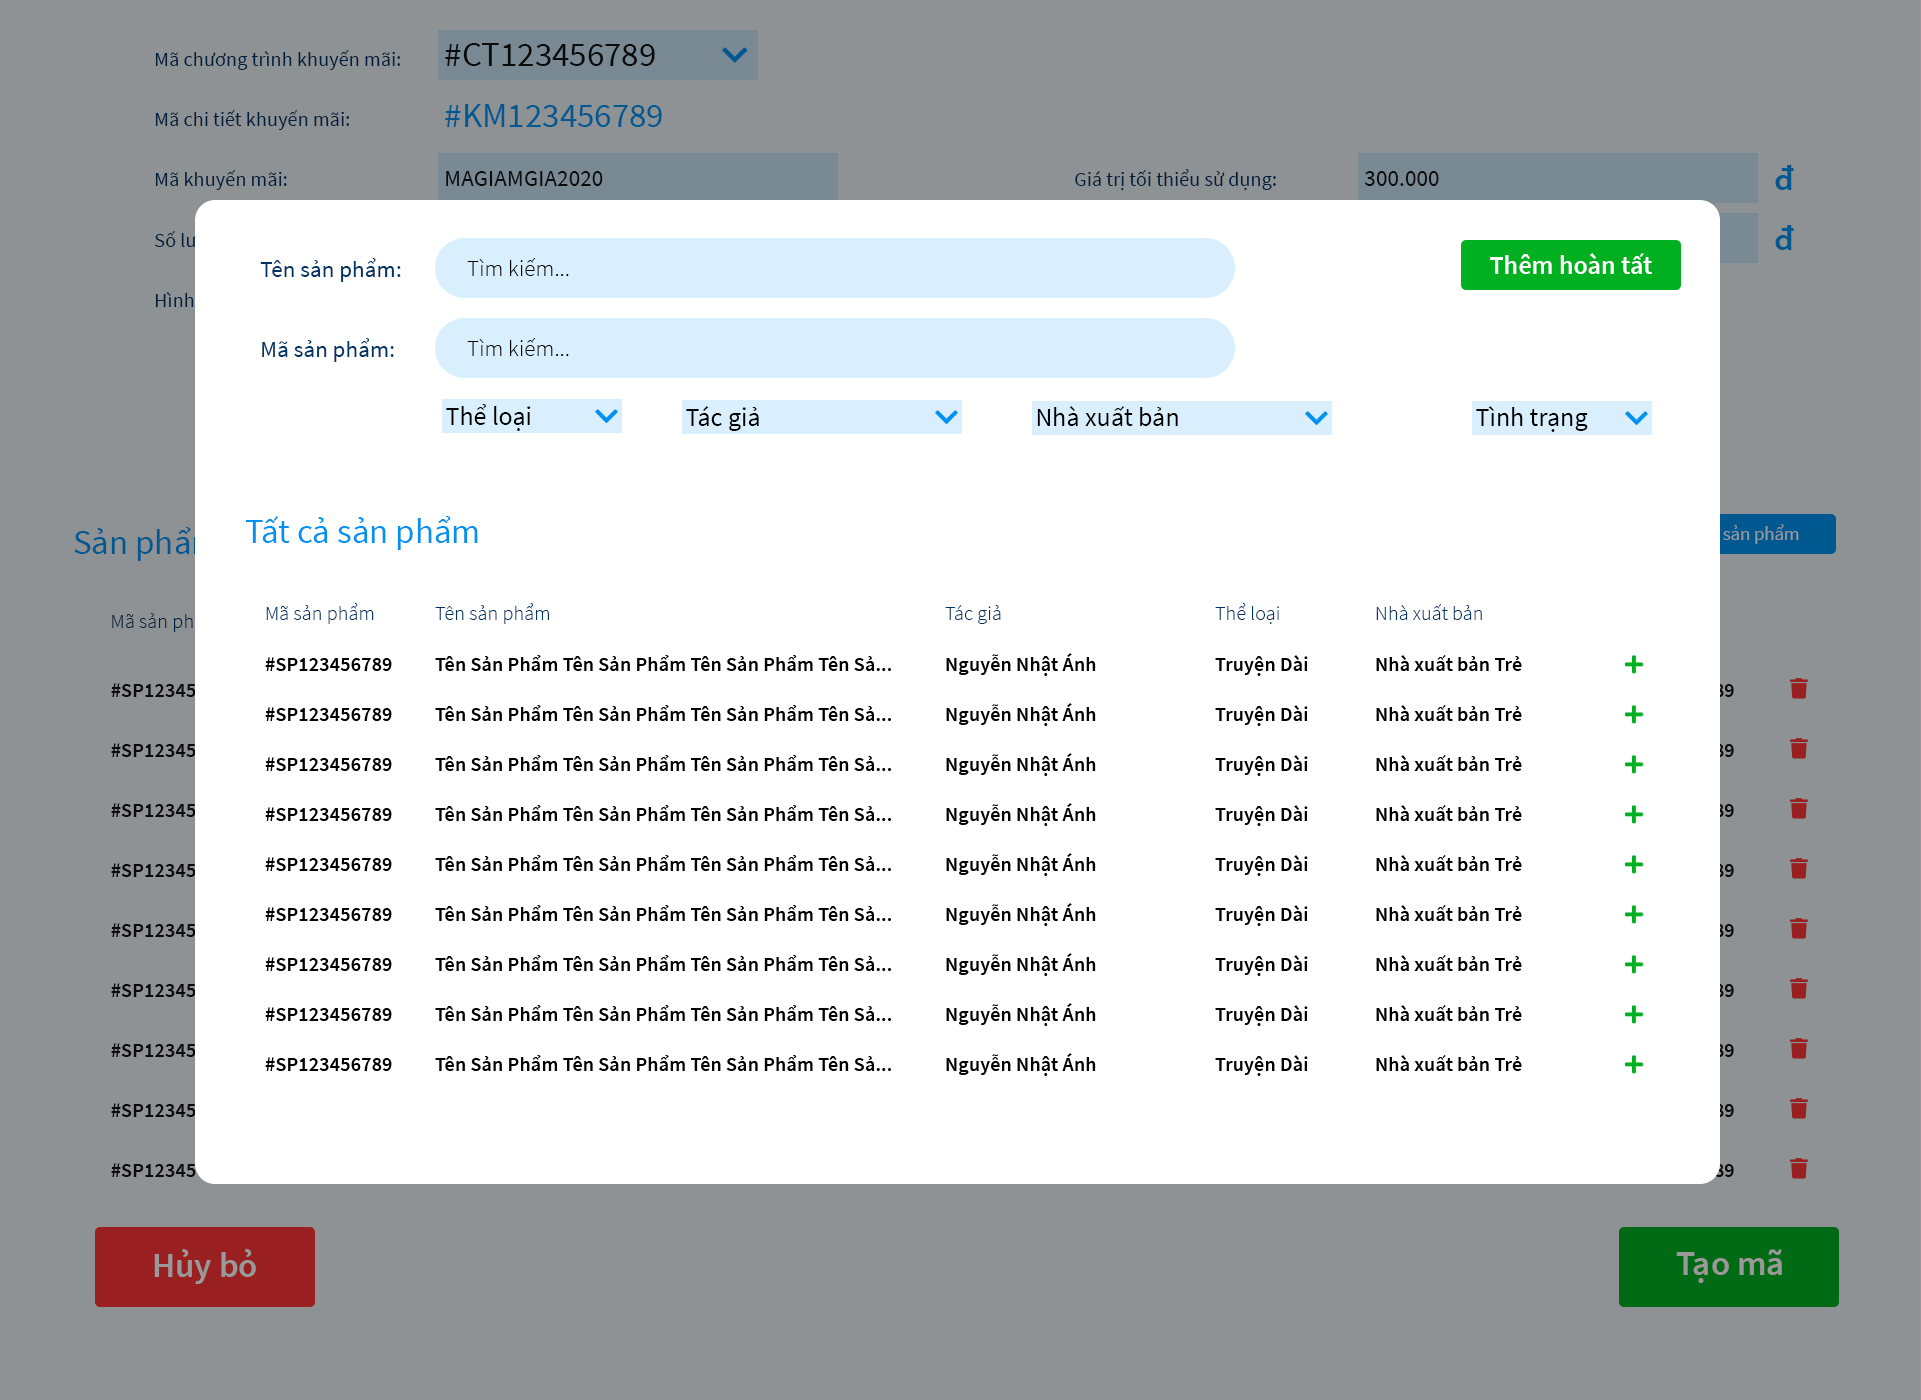 Mã chương trình khuyến mãi: #CT123456789
Mã chi tiết khuyến mãi: #KM123456789
Mã khuyến mãi: MAGIAMGIA2020 Giá trị tối thiểu sử dụng: 300.000 đ
Số đ
Hình
Tên sản phẩm: Tìm kiếm... Thêm hoàn tất
Mã sản phẩm: Tìm kiếm...
Thể loại Tác giả Nhà xuất bản Tình trạng
Sản sản phẩm
Tất cả sản phẩm
Mã sản
Mã sản phẩm Tên sản phẩm Tác giả Thể loại Nhà xuất bản
#SP123456789 Tên Sản Phẩm Tên Sản Phẩm Tên Sản Phẩm Tên Sả... Nguyễn Nhật Ánh Truyện Dài Nhà xuất bản Trẻ +
#SP12345 39
#SP123456789 Tên Sản Phẩm Tên Sản Phẩm Tên Sản Phẩm Tên Sả... Nguyễn Nhật Ánh Truyện Dài Nhà xuất bản Trẻ +
#SP12345 39
#SP123456789 Tên Sản Phẩm Tên Sản Phẩm Tên Sản Phẩm Tên Sả... Nguyễn Nhật Ánh Truyện Dài Nhà xuất bản Trẻ +
#SP12345 39
#SP123456789 Tên Sản Phẩm Tên Sản Phẩm Tên Sản Phẩm Tên Sả... Nguyễn Nhật Ánh Truyện Dài Nhà xuất bản Trẻ +
#SP123456789 Tên Sản Phẩm Tên Sản Phẩm Tên Sản Phẩm Tên Sả... Nguyễn Nhật Ánh Truyện Dài Nhà xuất bản Trẻ +
#SP12345 39
#SP123456789 Tên Sản Phẩm Tên Sản Phẩm Tên Sản Phẩm Tên Sả... Nguyễn Nhật Ánh Truyện Dài Nhà xuất bản Trẻ +
#SP12345 39
#SP123456789 Tên Sản Phẩm Tên Sản Phẩm Tên Sản Phẩm Tên Sả... Nguyễn Nhật Ánh Truyện Dài Nhà xuất bản Trẻ +
#SP12345 39
#SP123456789 Tên Sản Phẩm Tên Sản Phẩm Tên Sản Phẩm Tên Sả... Nguyễn Nhật Ánh Truyện Dài Nhà xuất bản Trẻ +
#SP12345 39
#SP123456789 Tên Sản Phẩm Tên Sản Phẩm Tên Sản Phẩm Tên Sả... Nguyễn Nhật Ánh Truyện Dài Nhà xuất bản Trẻ +
#SP12345 39
#SP12345 39
Hủy bỏ Tạo mã